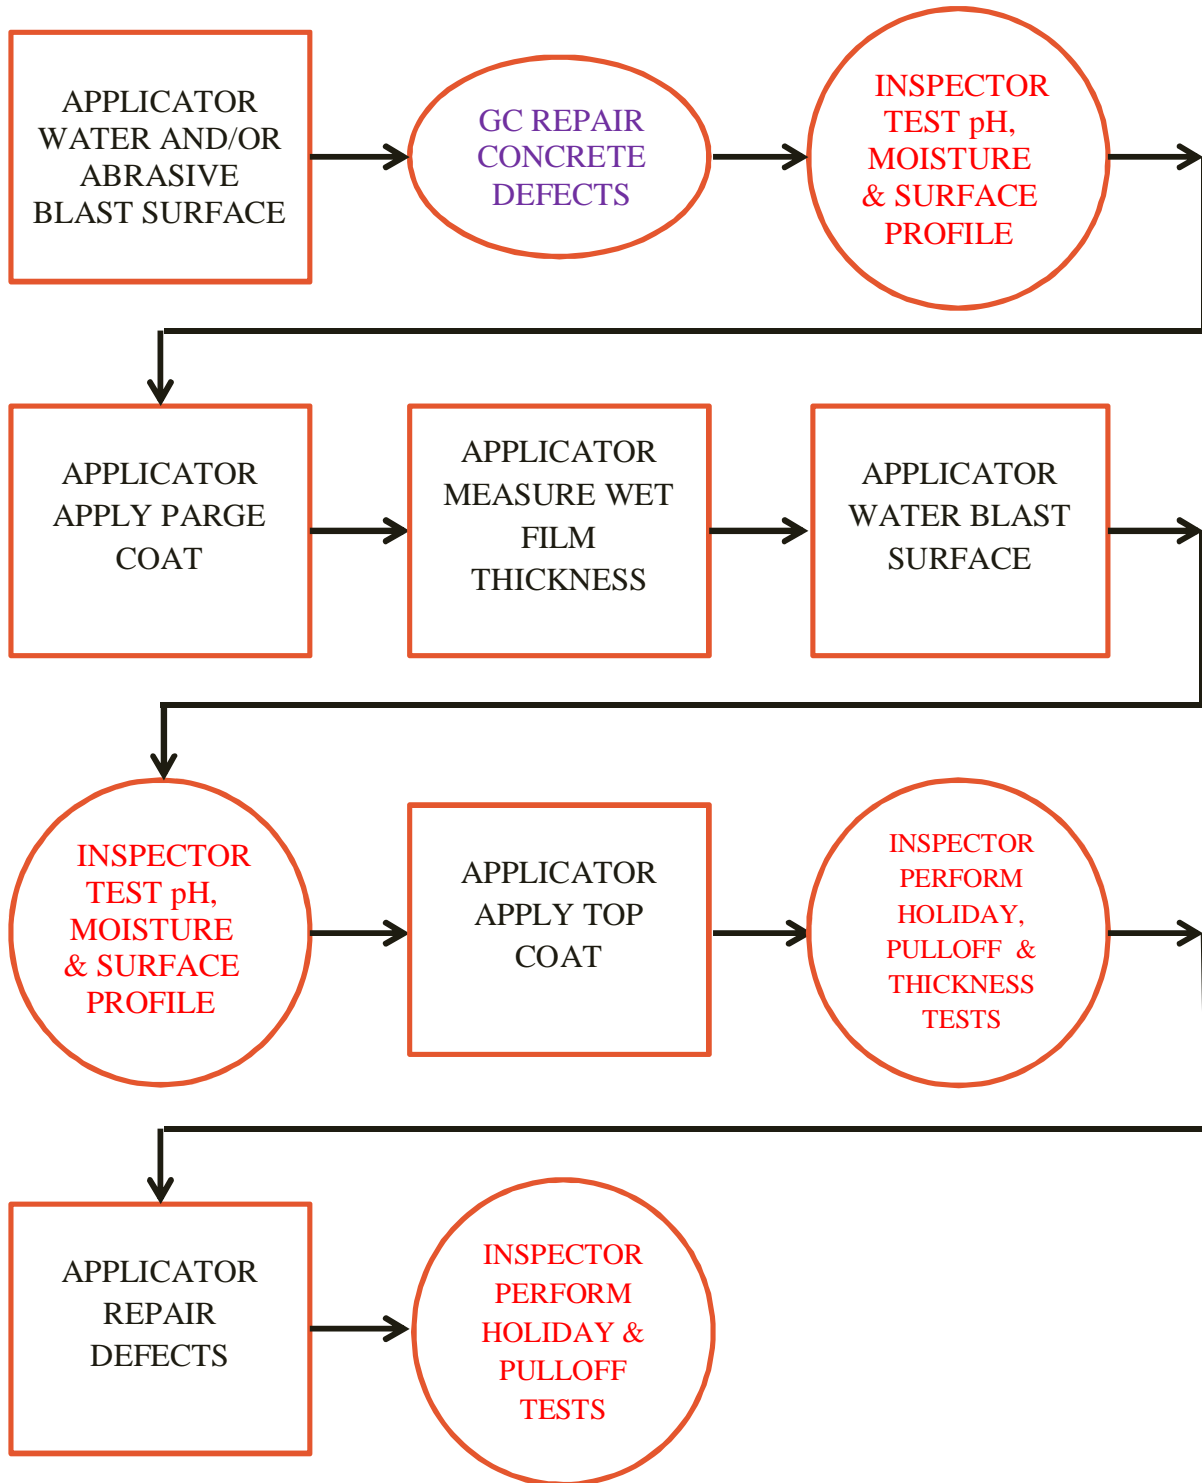 APPLICATOR
WATER AND/OR
ABRASIVE
BLAST SURFACE
GC REPAIR
CONCRETE
DEFECTS
INSPECTOR
TEST pH,
MOISTURE
& SURFACE
PROFILE
APPLICATOR
APPLY PARGE
COAT
APPLICATOR
MEASURE WET
FILM
THICKNESS
APPLICATOR
WATER BLAST
SURFACE
INSPECTOR
TEST pH,
MOISTURE
& SURFACE
PROFILE
APPLICATOR
APPLY TOP
COAT
INSPECTOR
PERFORM
HOLIDAY,
PULLOFF &
THICKNESS
TESTS
APPLICATOR
REPAIR
DEFECTS
INSPECTOR
PERFORM
HOLIDAY &
PULLOFF
TESTS